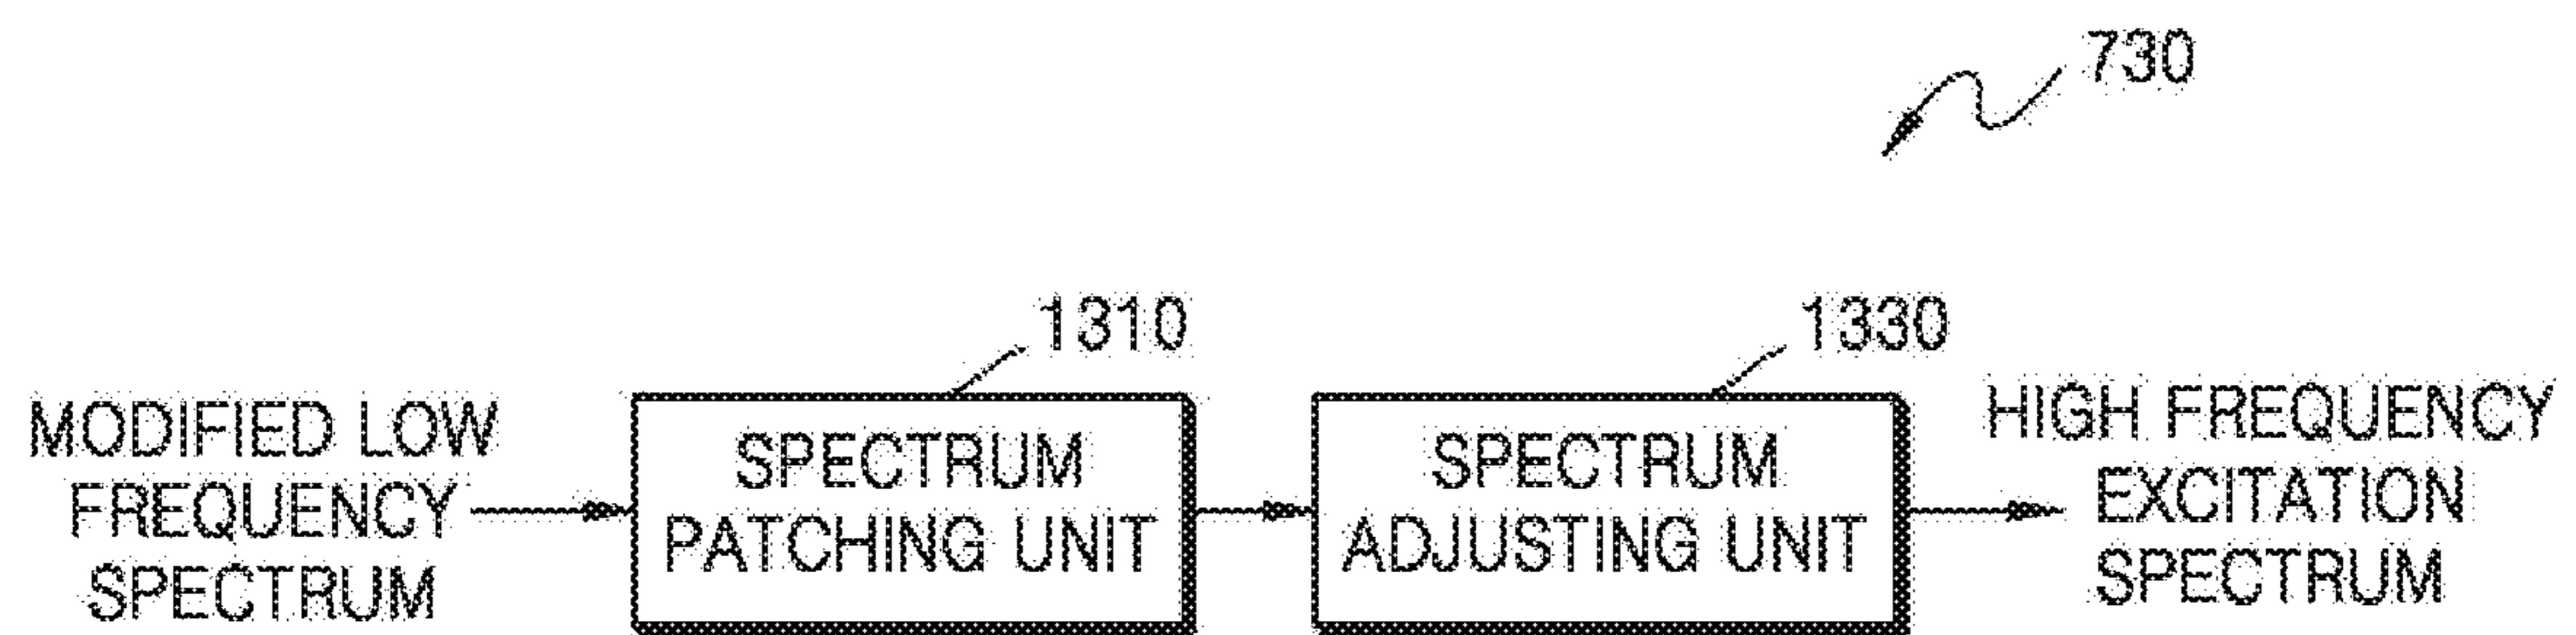 730
1310
1330
MODIFIED LOW
FREQUENCY
SPECTRUM
SPECTRUM
PATCHING UNIT
SPECTRUM
ADJUSTING UNIT
HIGH FREQUENCY
EXCITATION
SPECTRUM